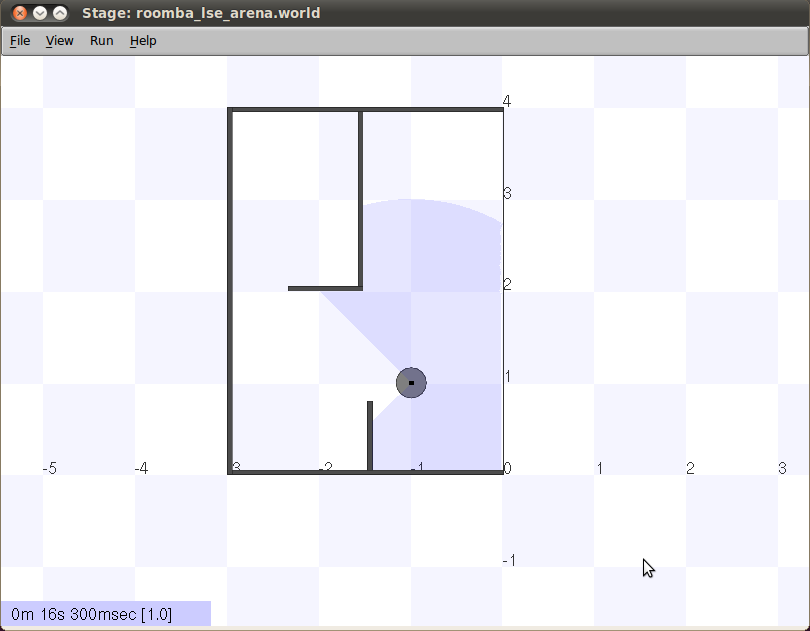 Stage: roomba_lse_arena.world
File View Run Help
4
3
2
1
-5 -4 3 -2 -1 0 1 2 3
-1
0m 16s 300msec [1.0]